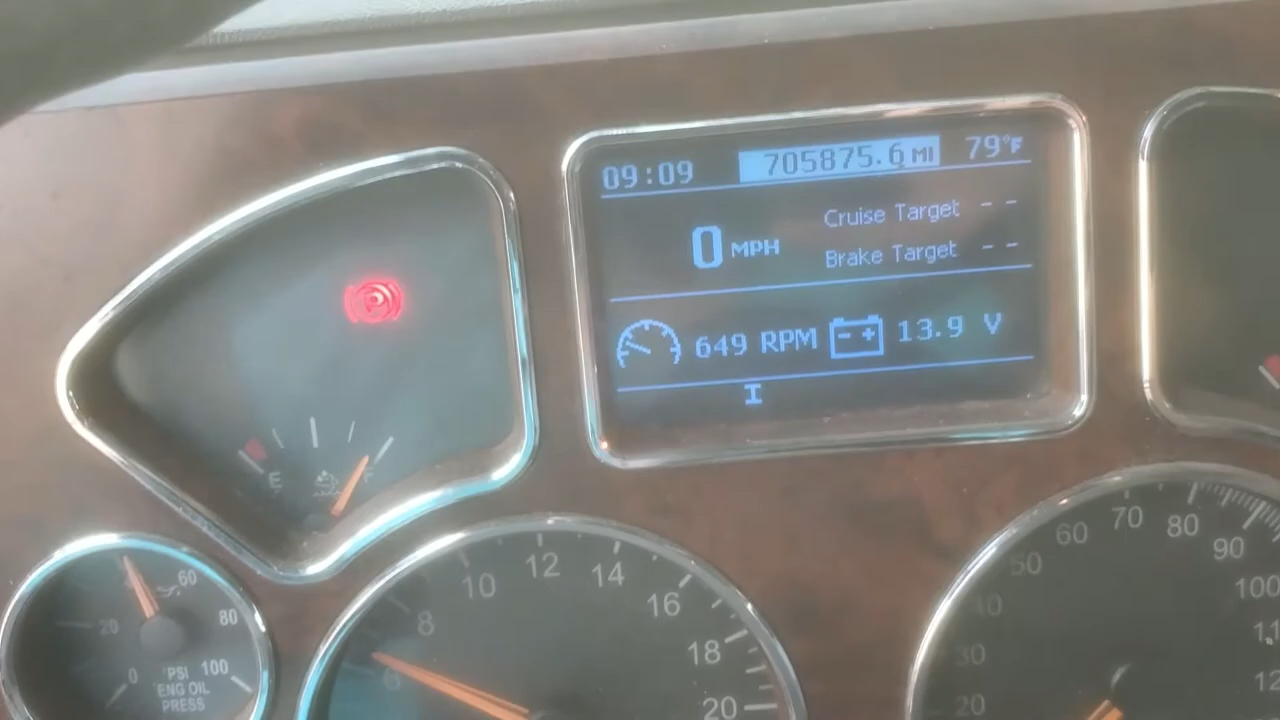 09:09 705875.6 MI 79°F
0 MPH Cruise Target --
Brake Target --
649 RPM - + 13.9 V
I
E F
20 60 80
0 100
PSI
ENG OIL
PRESS
6 8 10 12 14 16 18 20
20 30 40 50 60 70 80 90 100